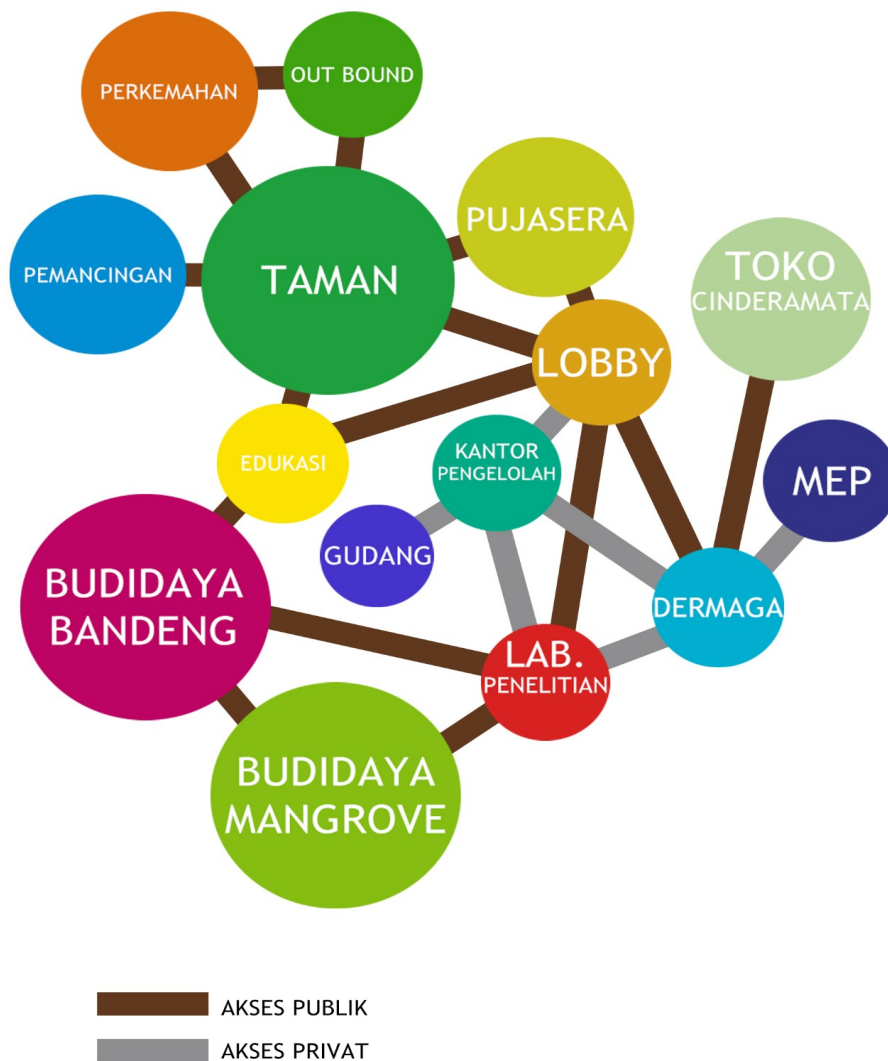 OUT BOUND
PERKEMAHAN
PUJASERA
PEMANCINGAN
TAMAN
TOKO
CINDERAMATA
LOBBY
EDUKASI
KANTOR
PENGELOLAH
MEP
GUDANG
BUDIDAYA
BANDENG
DERMAGA
LAB.
PENELITIAN
BUDIDAYA
MANGROVE
AKSES PUBLIK
AKSES PRIVAT